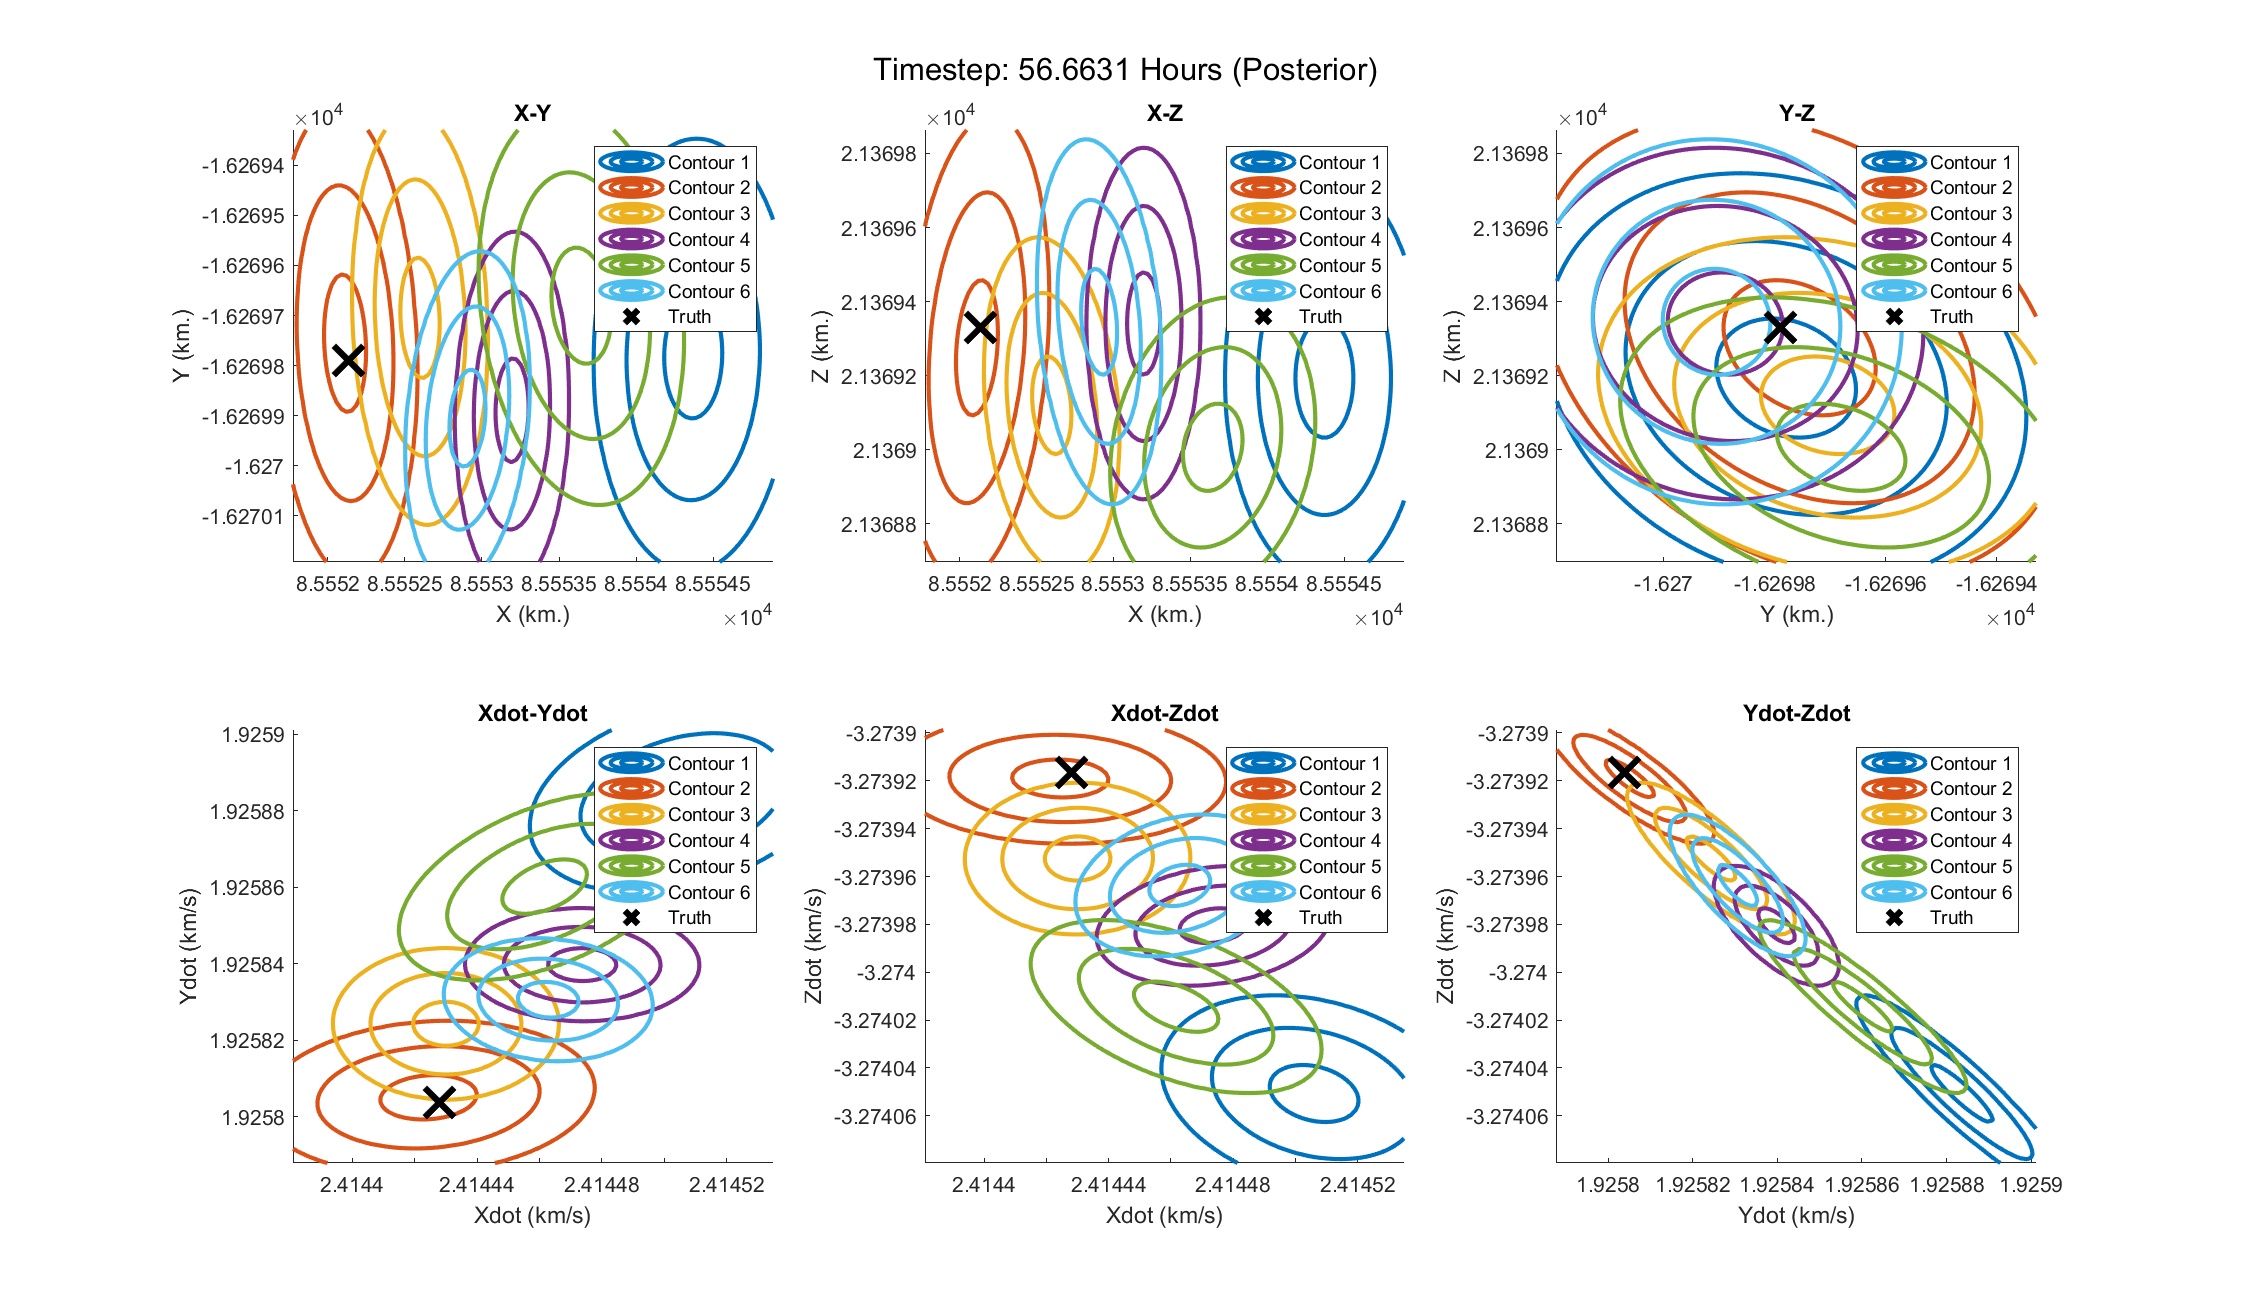 Timestep: 56.6631 Hours (Posterior)
X-Y
×10⁴
-1.62694
-1.62695
-1.62696
-1.62697
-1.62698
-1.62699
-1.627
-1.62701
Y (km.)
8.5552 8.55525 8.5553 8.55535 8.5554 8.55545
X (km.)
×10⁴
Contour 1
Contour 2
Contour 3
Contour 4
Contour 5
Contour 6
Truth
X-Z
×10⁴
2.13698
2.13696
2.13694
2.13692
2.1369
2.13688
Z (km.)
8.5552 8.55525 8.5553 8.55535 8.5554 8.55545
X (km.)
×10⁴
Contour 1
Contour 2
Contour 3
Contour 4
Contour 5
Contour 6
Truth
Y-Z
×10⁴
2.13698
2.13696
2.13694
2.13692
2.1369
2.13688
Z (km.)
-1.627 -1.62698 -1.62696 -1.62694
Y (km.)
×10⁴
Contour 1
Contour 2
Contour 3
Contour 4
Contour 5
Contour 6
Truth
Xdot-Ydot
1.9259
1.92588
1.92586
1.92584
1.92582
1.9258
Ydot (km/s)
2.4144 2.41444 2.41448 2.41452
Xdot (km/s)
Contour 1
Contour 2
Contour 3
Contour 4
Contour 5
Contour 6
Truth
Xdot-Zdot
-3.2739
-3.27392
-3.27394
-3.27396
-3.27398
-3.274
-3.27402
-3.27404
-3.27406
Zdot (km/s)
2.4144 2.41444 2.41448 2.41452
Xdot (km/s)
Contour 1
Contour 2
Contour 3
Contour 4
Contour 5
Contour 6
Truth
Ydot-Zdot
-3.2739
-3.27392
-3.27394
-3.27396
-3.27398
-3.274
-3.27402
-3.27404
-3.27406
Zdot (km/s)
1.9258 1.92582 1.92584 1.92586 1.92588 1.9259
Ydot (km/s)
Contour 1
Contour 2
Contour 3
Contour 4
Contour 5
Contour 6
Truth